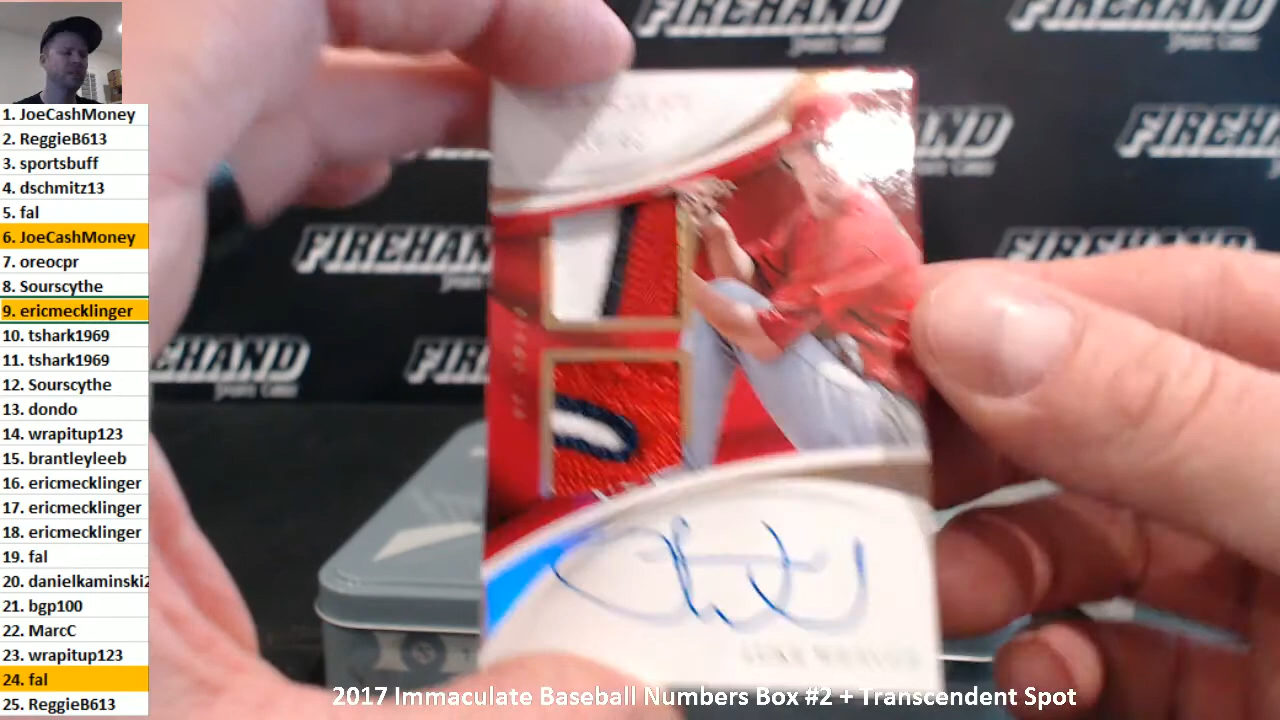 FIREHAND
FIREHAND
FIREHAND
FIREHAND
FIREHAND
FIREHAND
FIREHAND
1. JoeCashMoney
2. ReggieB613
3. sportsbuff
4. dschmitz13
5. fal
6. JoeCashMoney
7. oreocpr
8. Sourscythe
9. ericmecklinger
10. tshark1969
11. tshark1969
12. Sourscythe
13. dondo
14. wrapitup123
15. brantleyleeb
16. ericmecklinger
17. ericmecklinger
18. ericmecklinger
19. fal
20. danielkaminski2
21. bgp100
22. MarcC
23. wrapitup123
24. fal
25. ReggieB613
2017 Immaculate Baseball Numbers Box #2 + Transcendent Spot